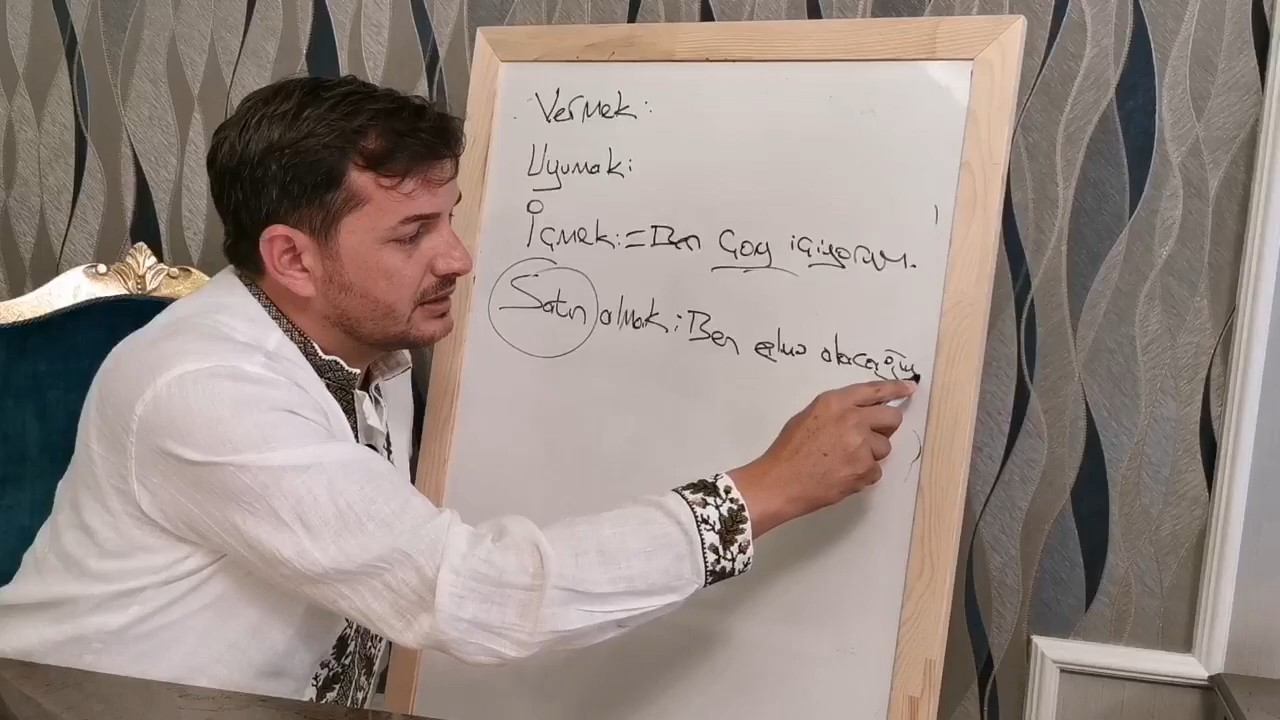 Vermek:
Uyumak:
İçmek:= Ben Çay içiyorum.
Satın almak: Ben elma alacağım